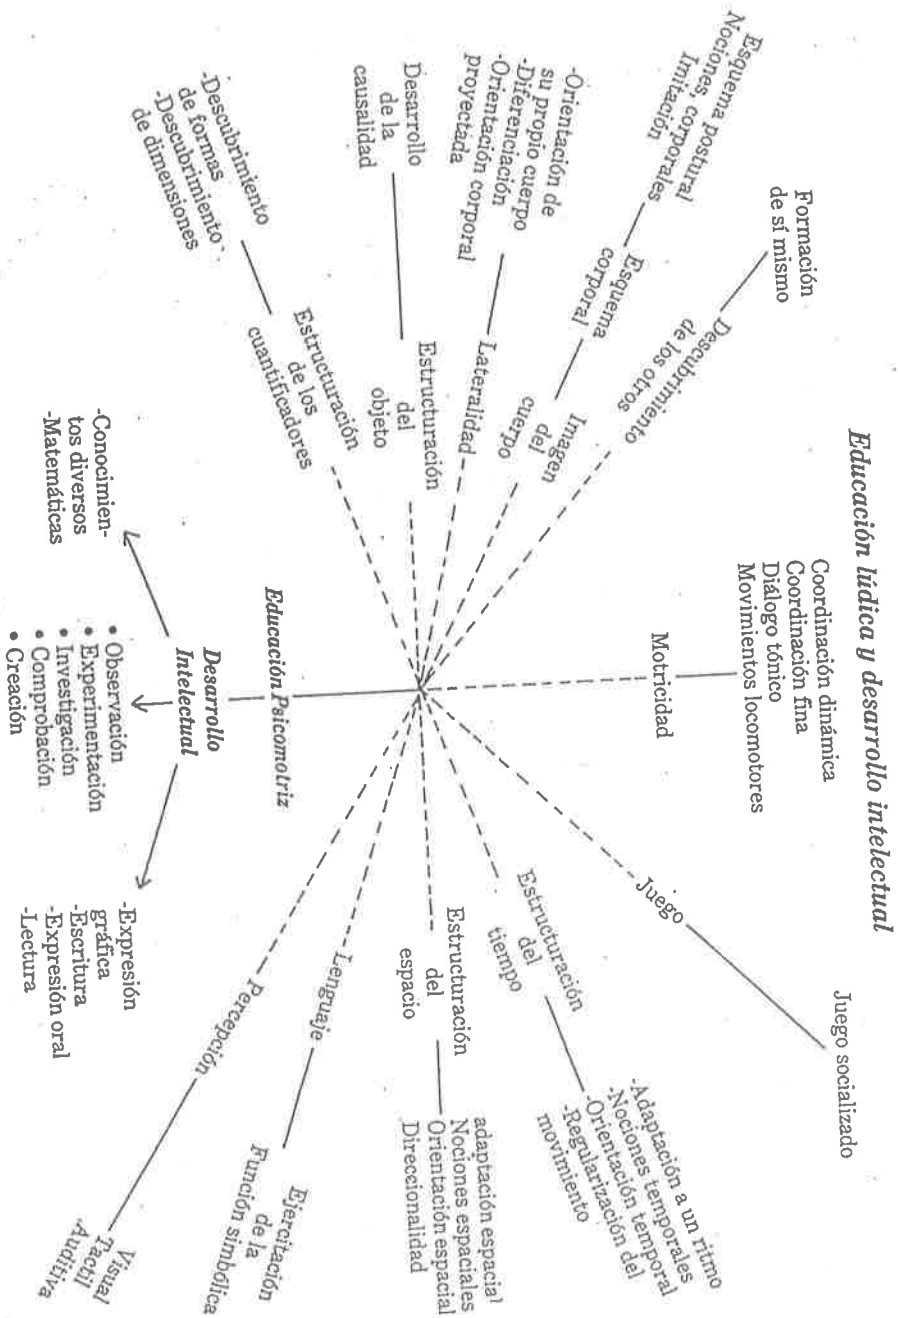 Educación lúdica y desarrollo intelectual
Formación
de sí mismo
Descubrimiento
de los otros
Esquema postural
Nociones, corporales
Imitación
Esquema
corporal
Imagen
del
cuerpo
-Orientación de
su propio cuerpo
-Diferenciación
-Orientación corporal
proyectada
Lateralidad
Desarrollo
de la
causalidad
Estructuración
del
objeto
-Descubrimiento
de formas
-Descubrimiento
de dimensiones
Estructuración
de los
cuantificadores
Coordinación dinámica
Coordinación fina
Diálogo tónico
Movimientos locomotores
Motricidad
Juego socializado
Juego
Estructuración
del
tiempo
-Adaptación a un ritmo
-Nociones temporales
-Orientación temporal
-Regularización del
movimiento
Estructuración
del
espacio
adaptación espacial
Nociones espaciales
Orientación espacial
Direccionalidad
Lenguaje
Ejercitación
de la
Función simbólica
Percepción
Visual
Tactil
-Auditiva
Educación Psicomotriz
Desarrollo
Intelectual
-Conocimien-
tos diversos
-Matemáticas
• Observación
• Experimentación
• Investigación
• Comprobación
• Creación
-Expresión
gráfica
-Escritura
-Expresión oral
-Lectura